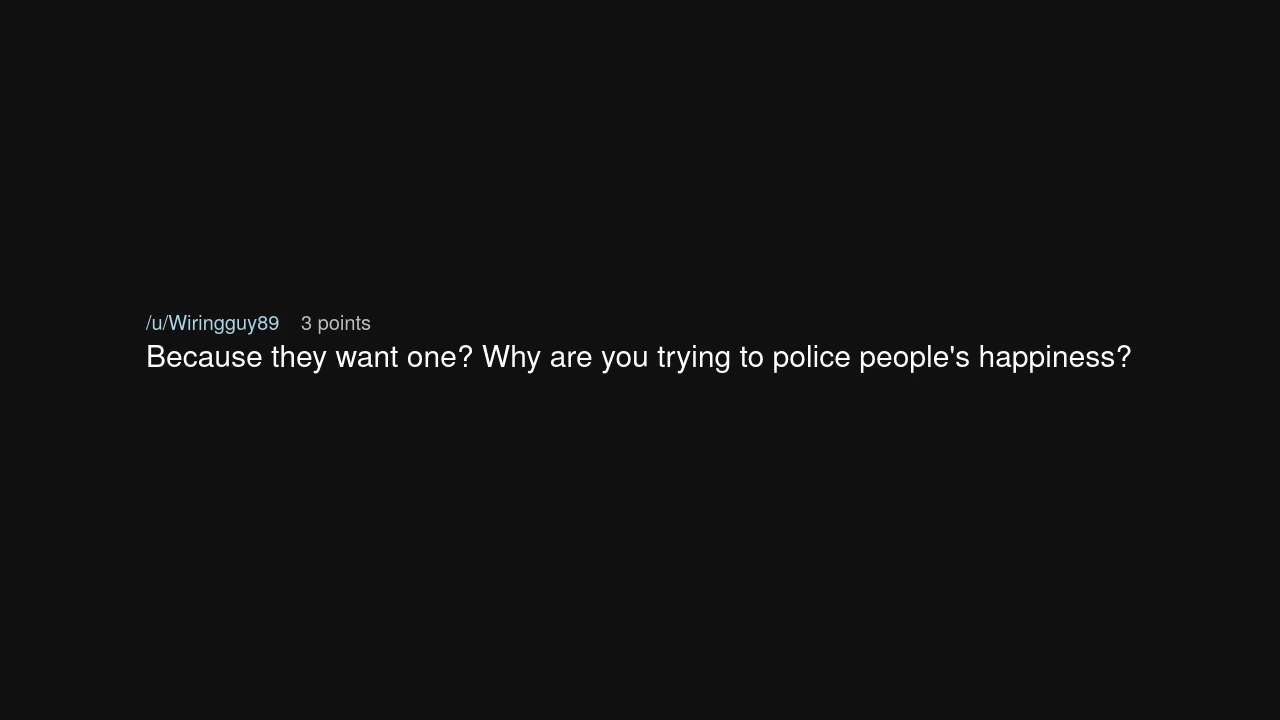 /u/Wiringguy89 3 points
Because they want one? Why are you trying to police people's happiness?